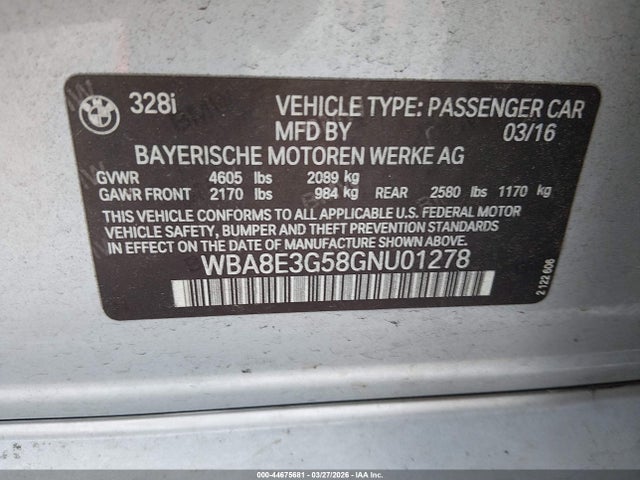 328i VEHICLE TYPE: PASSENGER CAR
MFD BY 03/16
BAYERISCHE MOTOREN WERKE AG
GVWR 4605 lbs 2089 kg
GAWR FRONT 2170 lbs 984 kg REAR 2580 lbs 1170 kg
THIS VEHICLE CONFORMS TO ALL APPLICABLE U.S. FEDERAL MOTOR
VEHICLE SAFETY, BUMPER AND THEFT PREVENTION STANDARDS
IN EFFECT ON THE DATE OF MANUFACTURE SHOWN ABOVE.
WBA8E3G58GNU01278
2 122 606
000-44675681 - 03/27/2026 - IAA Corp.